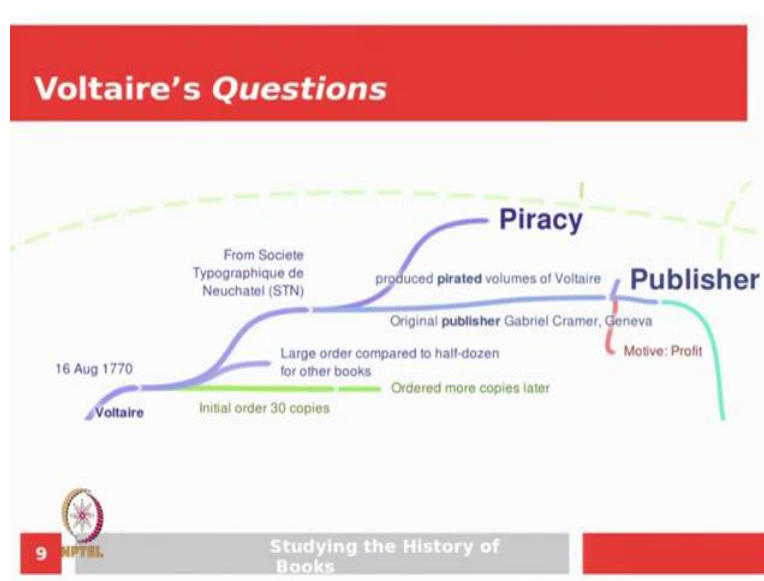 Voltaire's Questions
Piracy
From Societe
Typographique de
Neuchatel (STN)
produced pirated volumes of Voltaire
Publisher
Original publisher Gabriel Cramer, Geneva
Large order compared to half-dozen
for other books
Motive: Profit
16 Aug 1770
Ordered more copies later
Voltaire
Initial order 30 copies
9
NPTEL
Studying the History of
Books